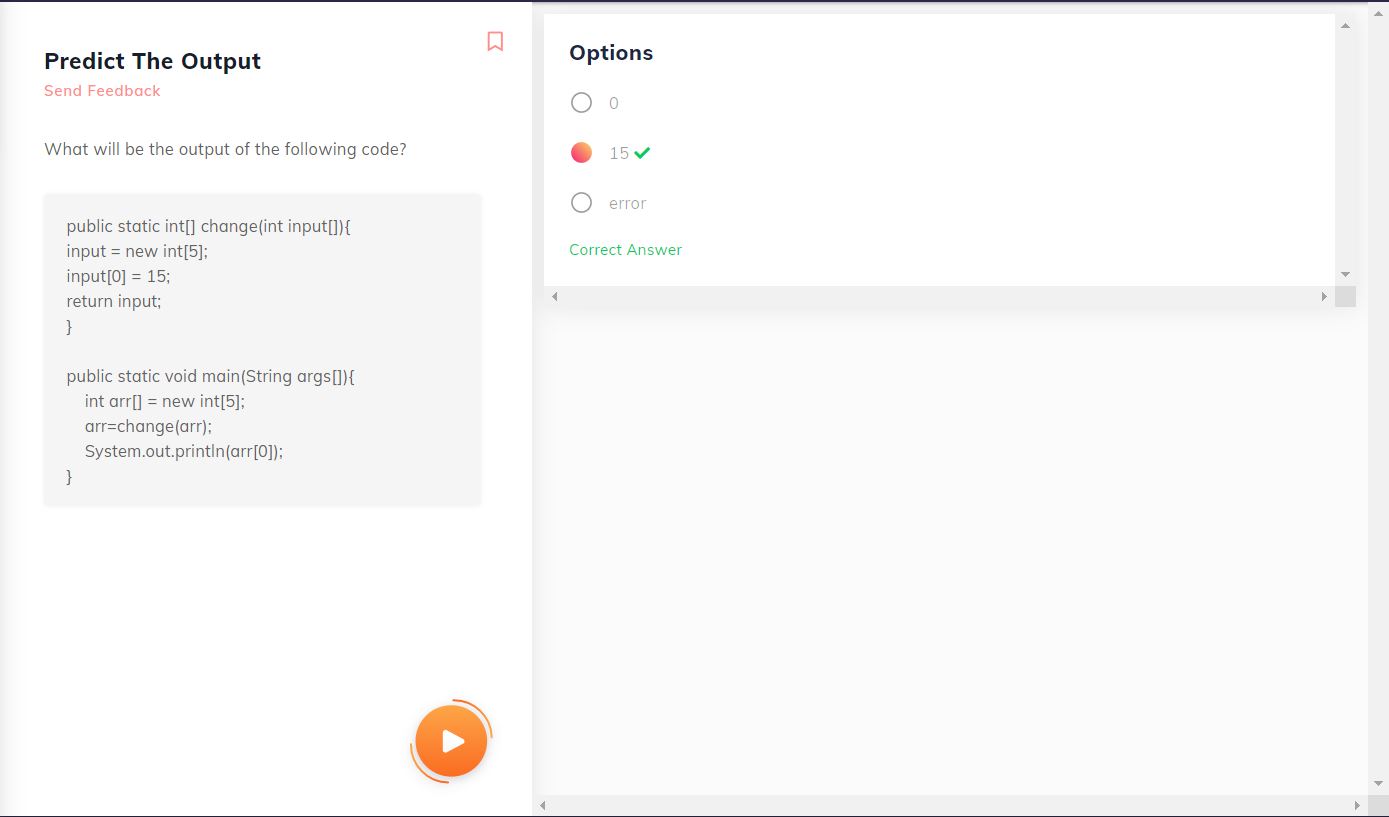 Predict The Output
Send Feedback
What will be the output of the following code?
public static int[] change(int input[]){
input = new int[5];
input[0] = 15;
return input;
}
public static void main(String args[]){
    int arr[] = new int[5];
    arr=change(arr);
    System.out.println(arr[0]);
}
Options
0
15
error
Correct Answer